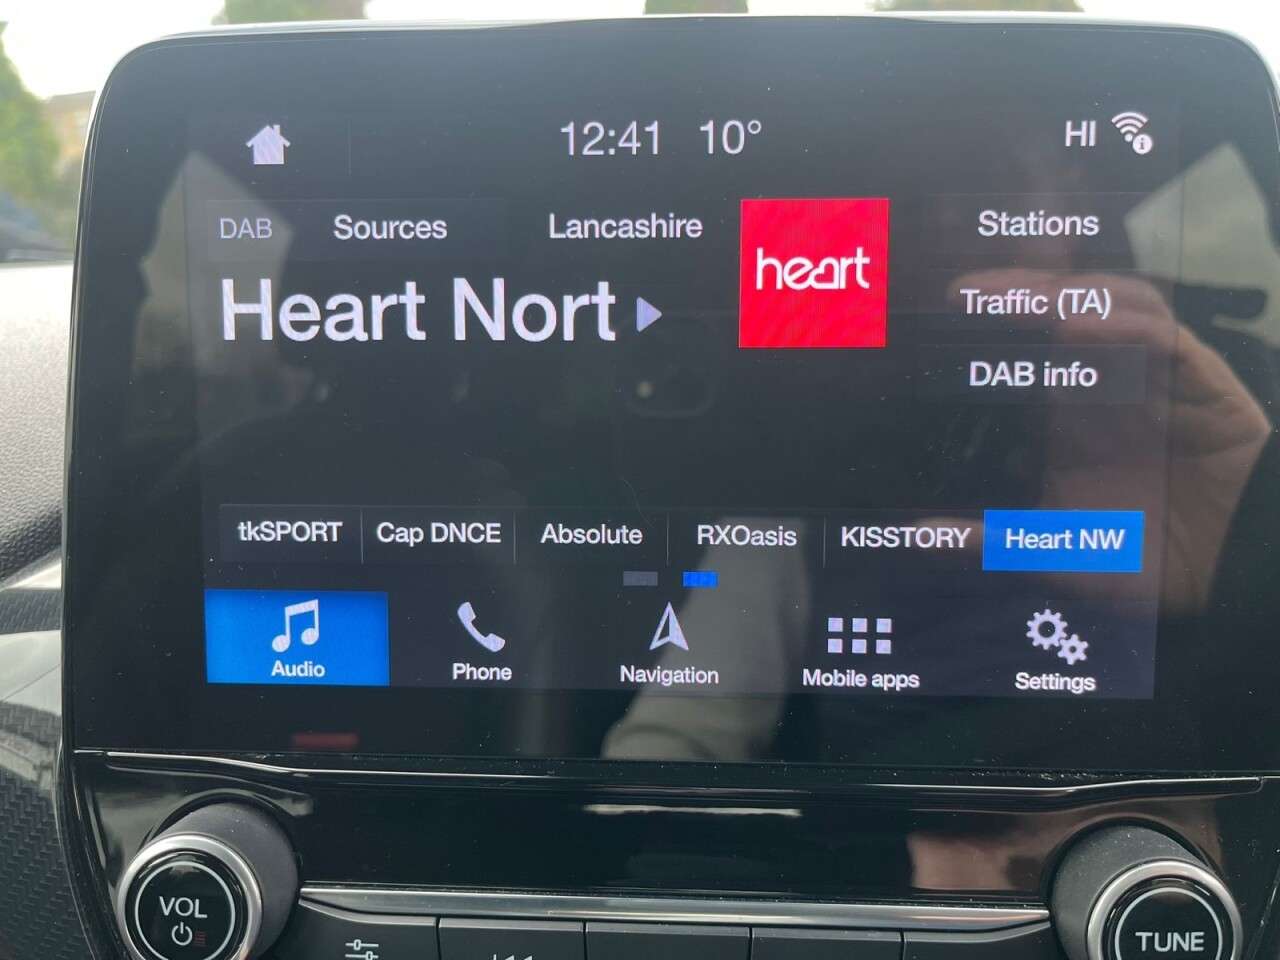 12:41 10° HI
DAB Sources Lancashire heart Stations
Heart Nort
Traffic (TA)
DAB info
tkSPORT Cap DNCE Absolute RXOasis KISSTORY Heart NW
Audio Phone Navigation Mobile apps Settings
VOL
TUNE